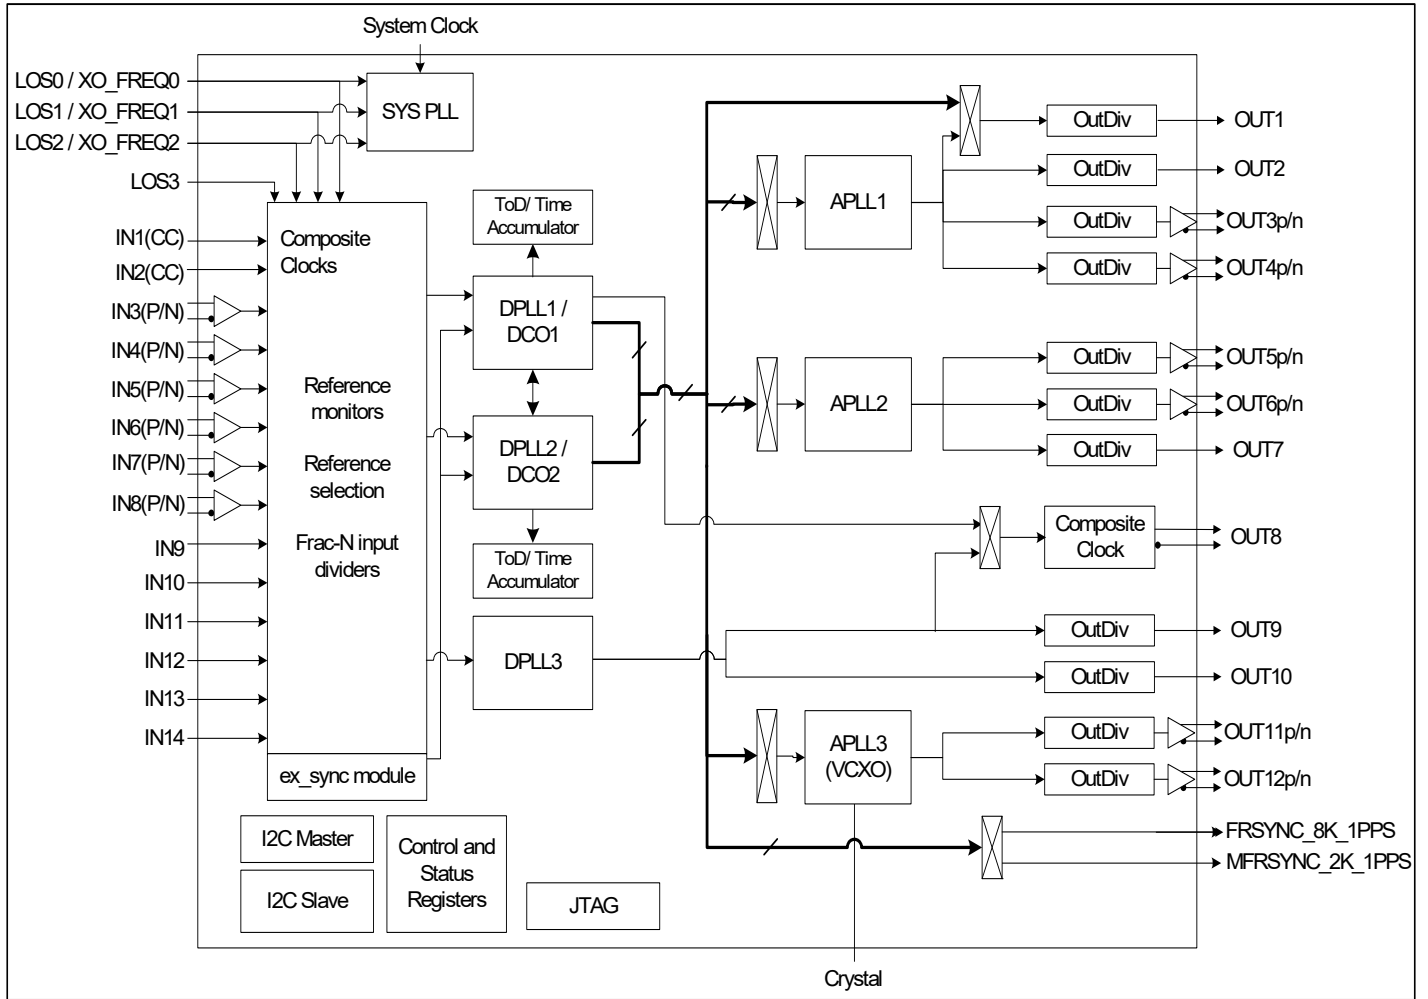 System Clock
LOS0 / XO_FREQ0
LOS1 / XO_FREQ1
LOS2 / XO_FREQ2
LOS3
SYS PLL
IN1(CC)
IN2(CC)
IN3(P/N)
IN4(P/N)
IN5(P/N)
IN6(P/N)
IN7(P/N)
IN8(P/N)
IN9
IN10
IN11
IN12
IN13
IN14
Composite
Clocks
Reference
monitors
Reference
selection
Frac-N input
dividers
ex_sync module
ToD/ Time
Accumulator
DPLL1 /
DCO1
DPLL2 /
DCO2
ToD/ Time
Accumulator
DPLL3
APLL1
APLL2
APLL3
(VCXO)
OutDiv
OUT1
OutDiv
OUT2
OutDiv
OUT3p/n
OutDiv
OUT4p/n
OutDiv
OUT5p/n
OutDiv
OUT6p/n
OutDiv
OUT7
Composite
Clock
OUT8
OutDiv
OUT9
OutDiv
OUT10
OutDiv
OUT11p/n
OutDiv
OUT12p/n
FRSYNC_8K_1PPS
MFRSYNC_2K_1PPS
I2C Master
I2C Slave
Control and
Status
Registers
JTAG
Crystal